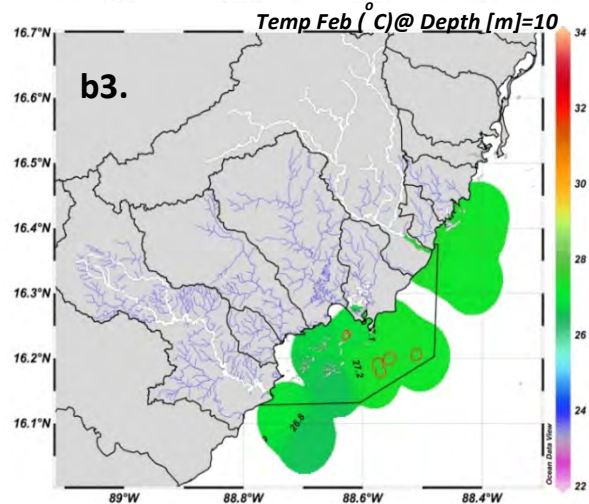 Temp Feb (°C)@ Depth [m]=10
b3.
16.7°N
16.6°N
16.5°N
16.4°N
16.3°N
16.2°N
16.1°N
89°W
88.8°W
88.6°W
88.4°W
27.2
26.8
34
32
30
28
26
24
22
Ocean Data View